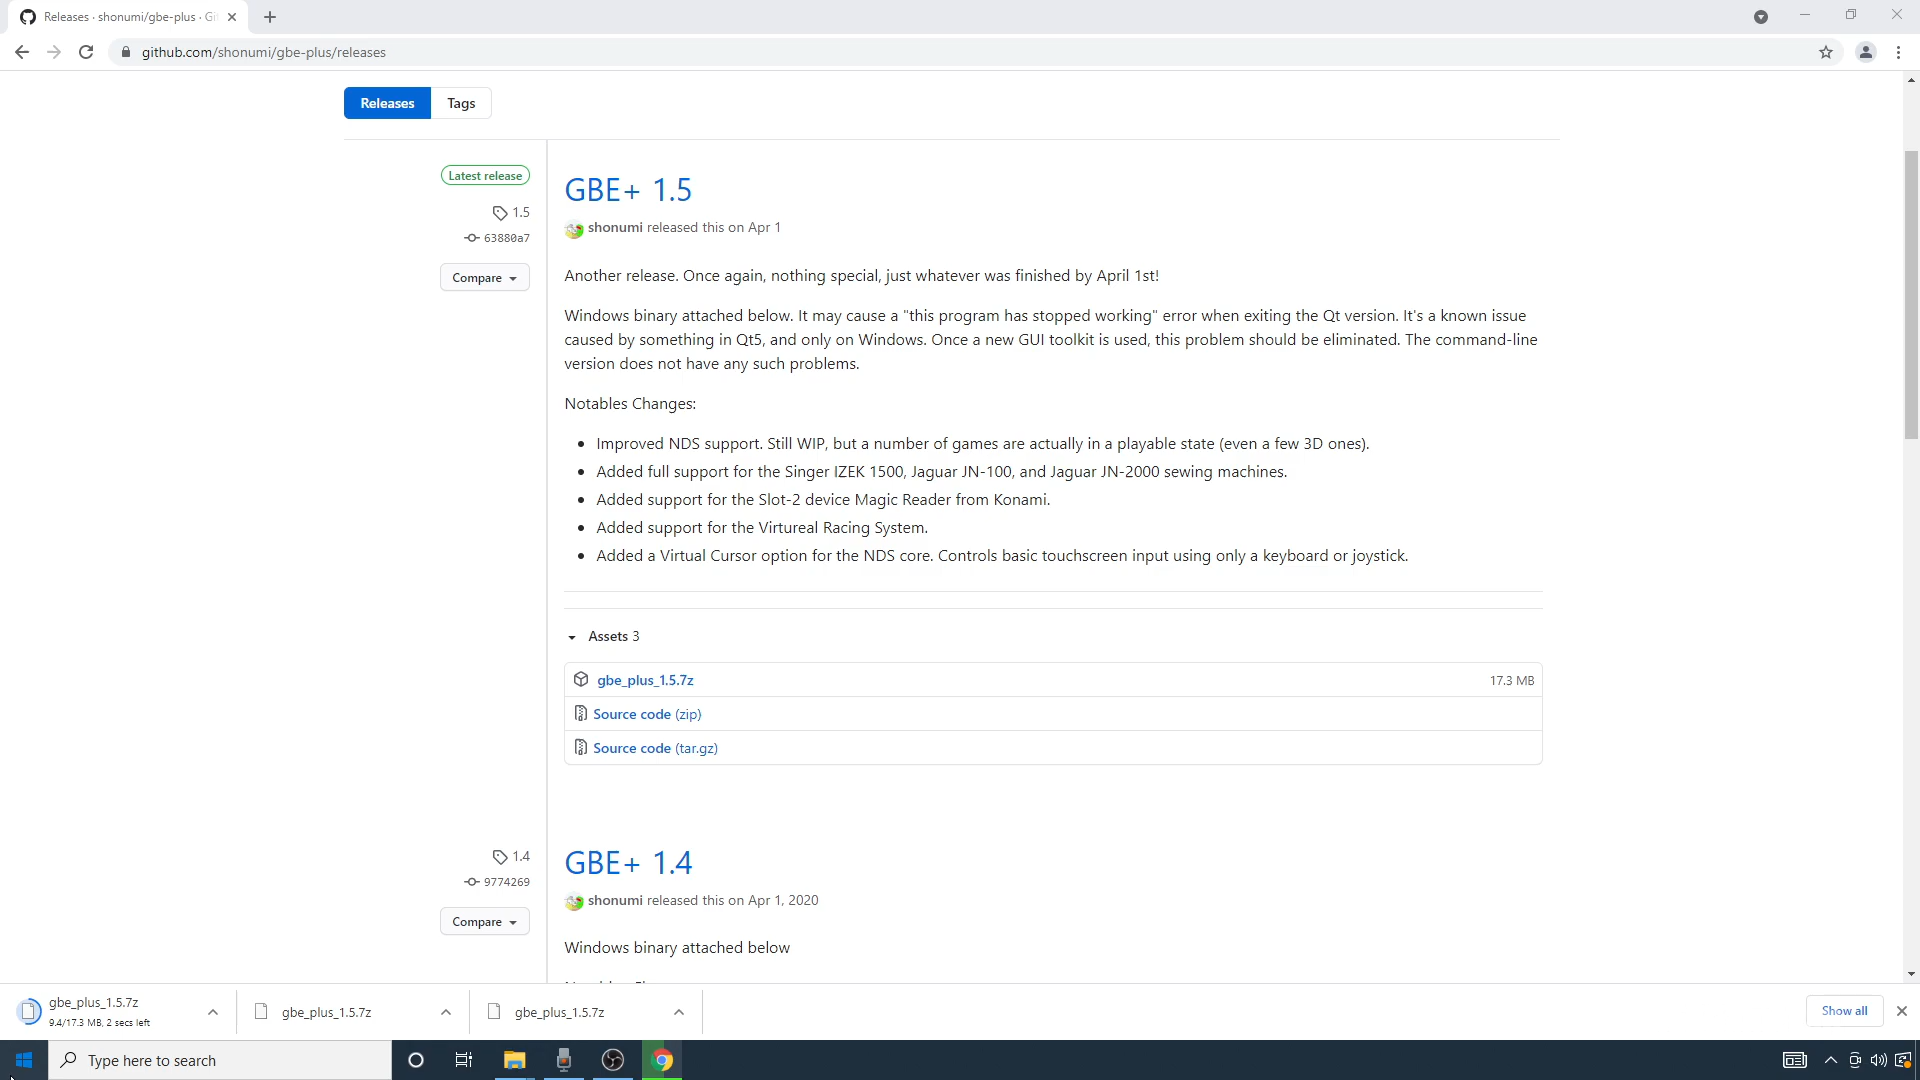 Releases · shonumi/gbe-plus · Git
github.com/shonumi/gbe-plus/releases
Releases
Tags
Latest release
1.5
63880a7
Compare
GBE+ 1.5
shonumi released this on Apr 1
Another release. Once again, nothing special, just whatever was finished by April 1st!
Windows binary attached below. It may cause a "this program has stopped working" error when exiting the Qt version. It's a known issue
caused by something in Qt5, and only on Windows. Once a new GUI toolkit is used, this problem should be eliminated. The command-line
version does not have any such problems.
Notables Changes:
Improved NDS support. Still WIP, but a number of games are actually in a playable state (even a few 3D ones).
Added full support for the Singer IZEK 1500, Jaguar JN-100, and Jaguar JN-2000 sewing machines.
Added support for the Slot-2 device Magic Reader from Konami.
Added support for the Virtureal Racing System.
Added a Virtual Cursor option for the NDS core. Controls basic touchscreen input using only a keyboard or joystick.
Assets 3
gbe_plus_1.5.7z
17.3 MB
Source code (zip)
Source code (tar.gz)
1.4
9774269
Compare
GBE+ 1.4
shonumi released this on Apr 1, 2020
Windows binary attached below
gbe_plus_1.5.7z
9.4/17.3 MB, 2 secs left
gbe_plus_1.5.7z
gbe_plus_1.5.7z
Show all
Type here to search